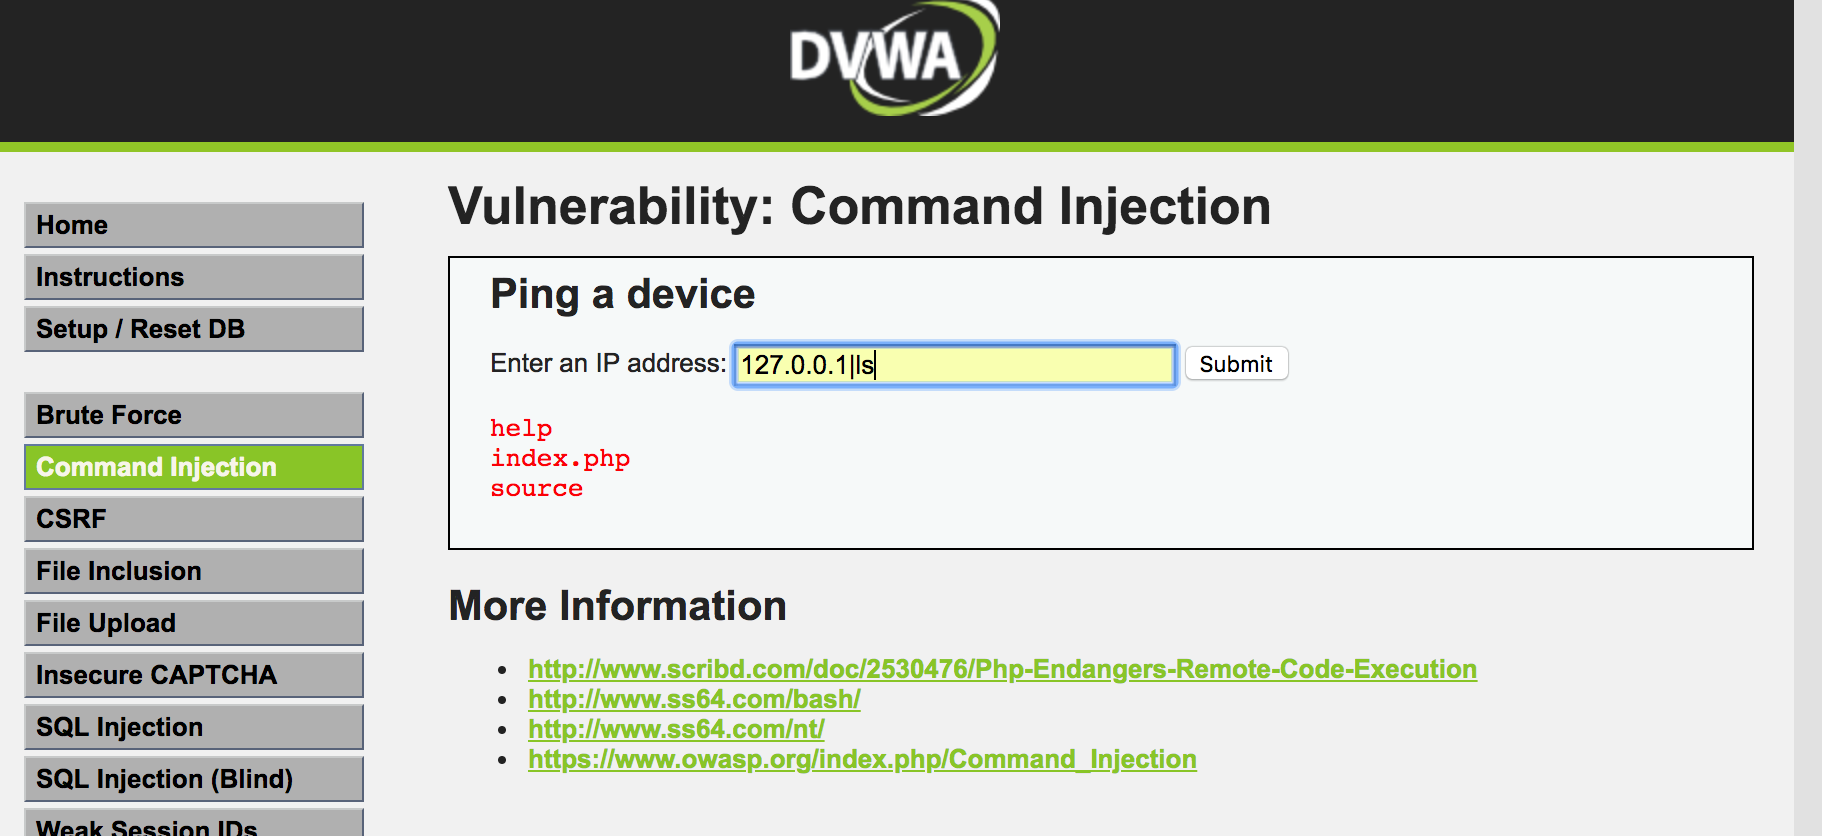 DVWA
Home
Instructions
Setup / Reset DB
Brute Force
Command Injection
CSRF
File Inclusion
File Upload
Insecure CAPTCHA
SQL Injection
SQL Injection (Blind)
Weak Session IDs
Vulnerability: Command Injection
Ping a device
Enter an IP address: 127.0.0.1|ls Submit
help
index.php
source
More Information
http://www.scribd.com/doc/2530476/Php-Endangers-Remote-Code-Execution
http://www.ss64.com/bash/
http://www.ss64.com/nt/
https://www.owasp.org/index.php/Command_Injection